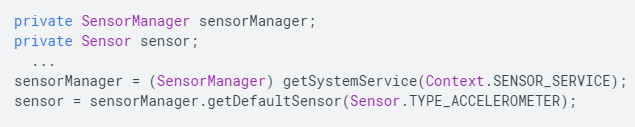 private SensorManager sensorManager;
private Sensor sensor;
...
sensorManager = (SensorManager) getSystemService(Context.SENSOR_SERVICE);
sensor = sensorManager.getDefaultSensor(Sensor.TYPE_ACCELEROMETER);